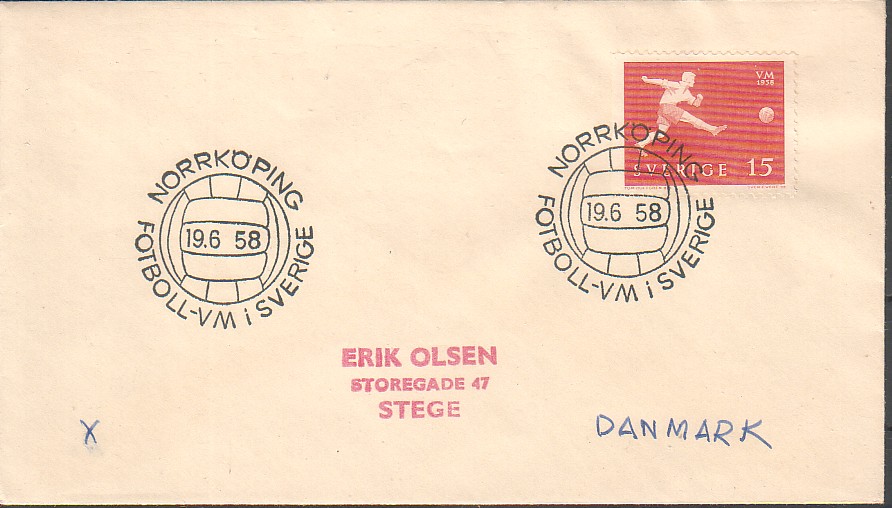 VM
1958
SVERIGE 15
NORRKÖPING
19.6 58
FOTBOLL-VM i SVERIGE
NORRKÖPING
19.6 58
FOTBOLL-VM i SVERIGE
ERIK OLSEN
STOREGADE 47
STEGE
X
DANMARK